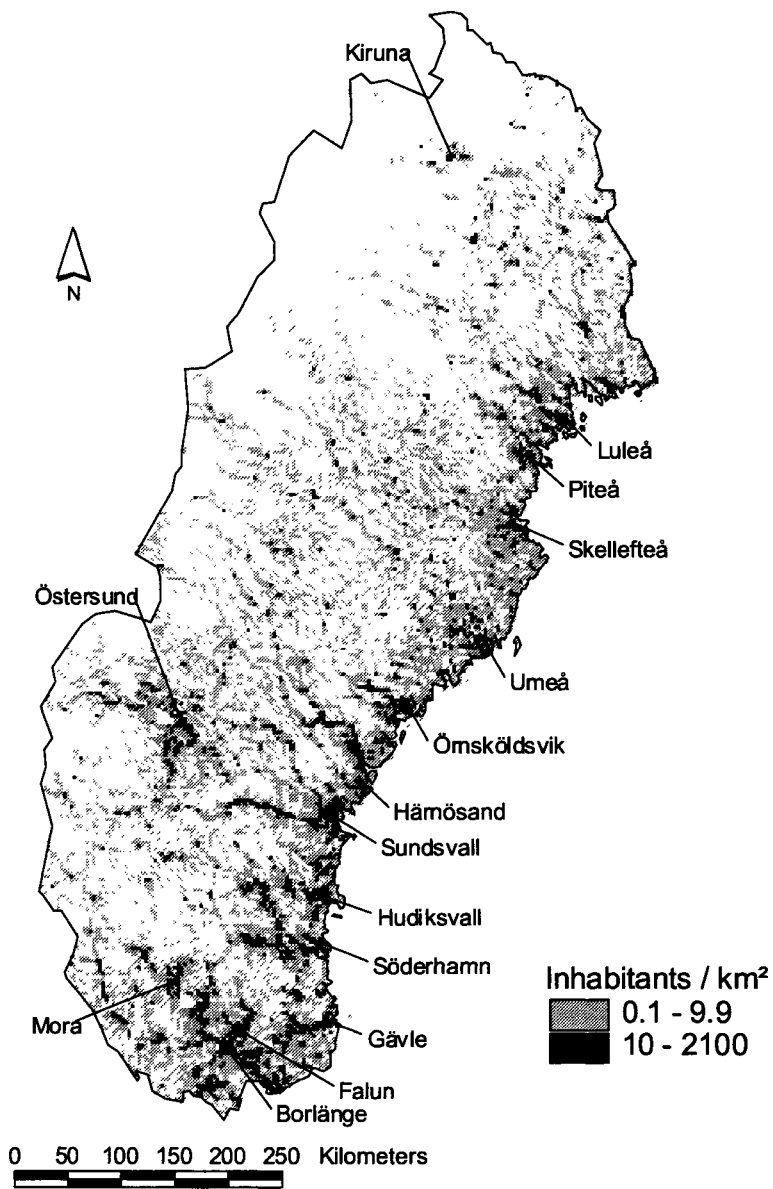 Kiruna
N
Luleå
Piteå
Skellefteå
Östersund
Umeå
Örnsköldsvik
Härnösand
Sundsvall
Hudiksvall
Söderhamn
Inhabitants / km²
0.1 - 9.9
10 - 2100
Mora
Gävle
Falun
Borlänge
0 50 100 150 200 250 Kilometers